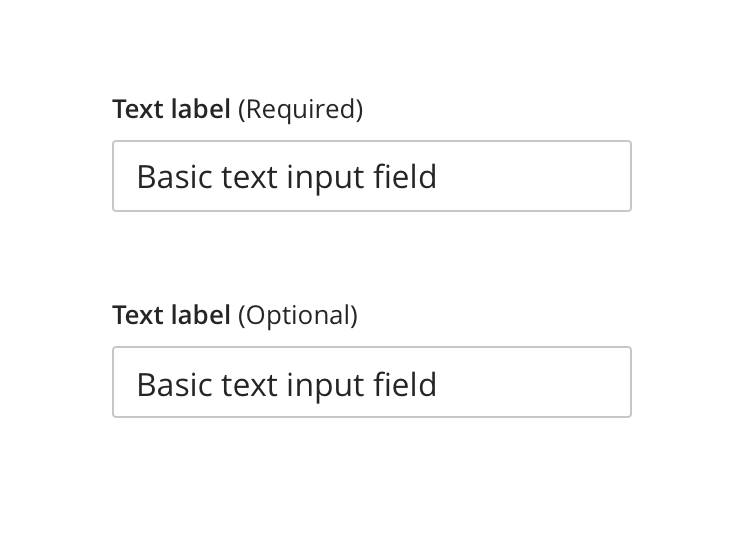 Text label (Required)
Basic text input field
Text label (Optional)
Basic text input field